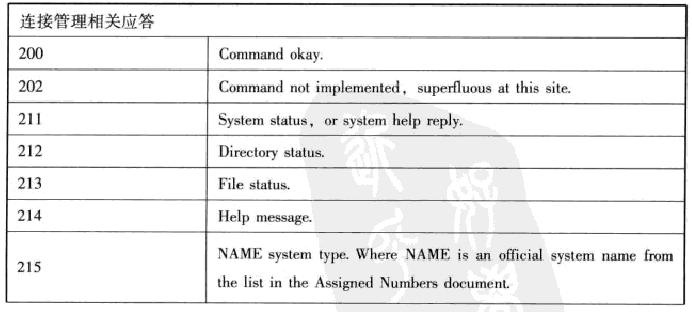 连接管理相关应答
200 Command okay.
202 Command not implemented, superfluous at this site.
211 System status, or system help reply.
212 Directory status.
213 File status.
214 Help message.
215 NAME system type. Where NAME is an official system name from
the list in the Assigned Numbers document.